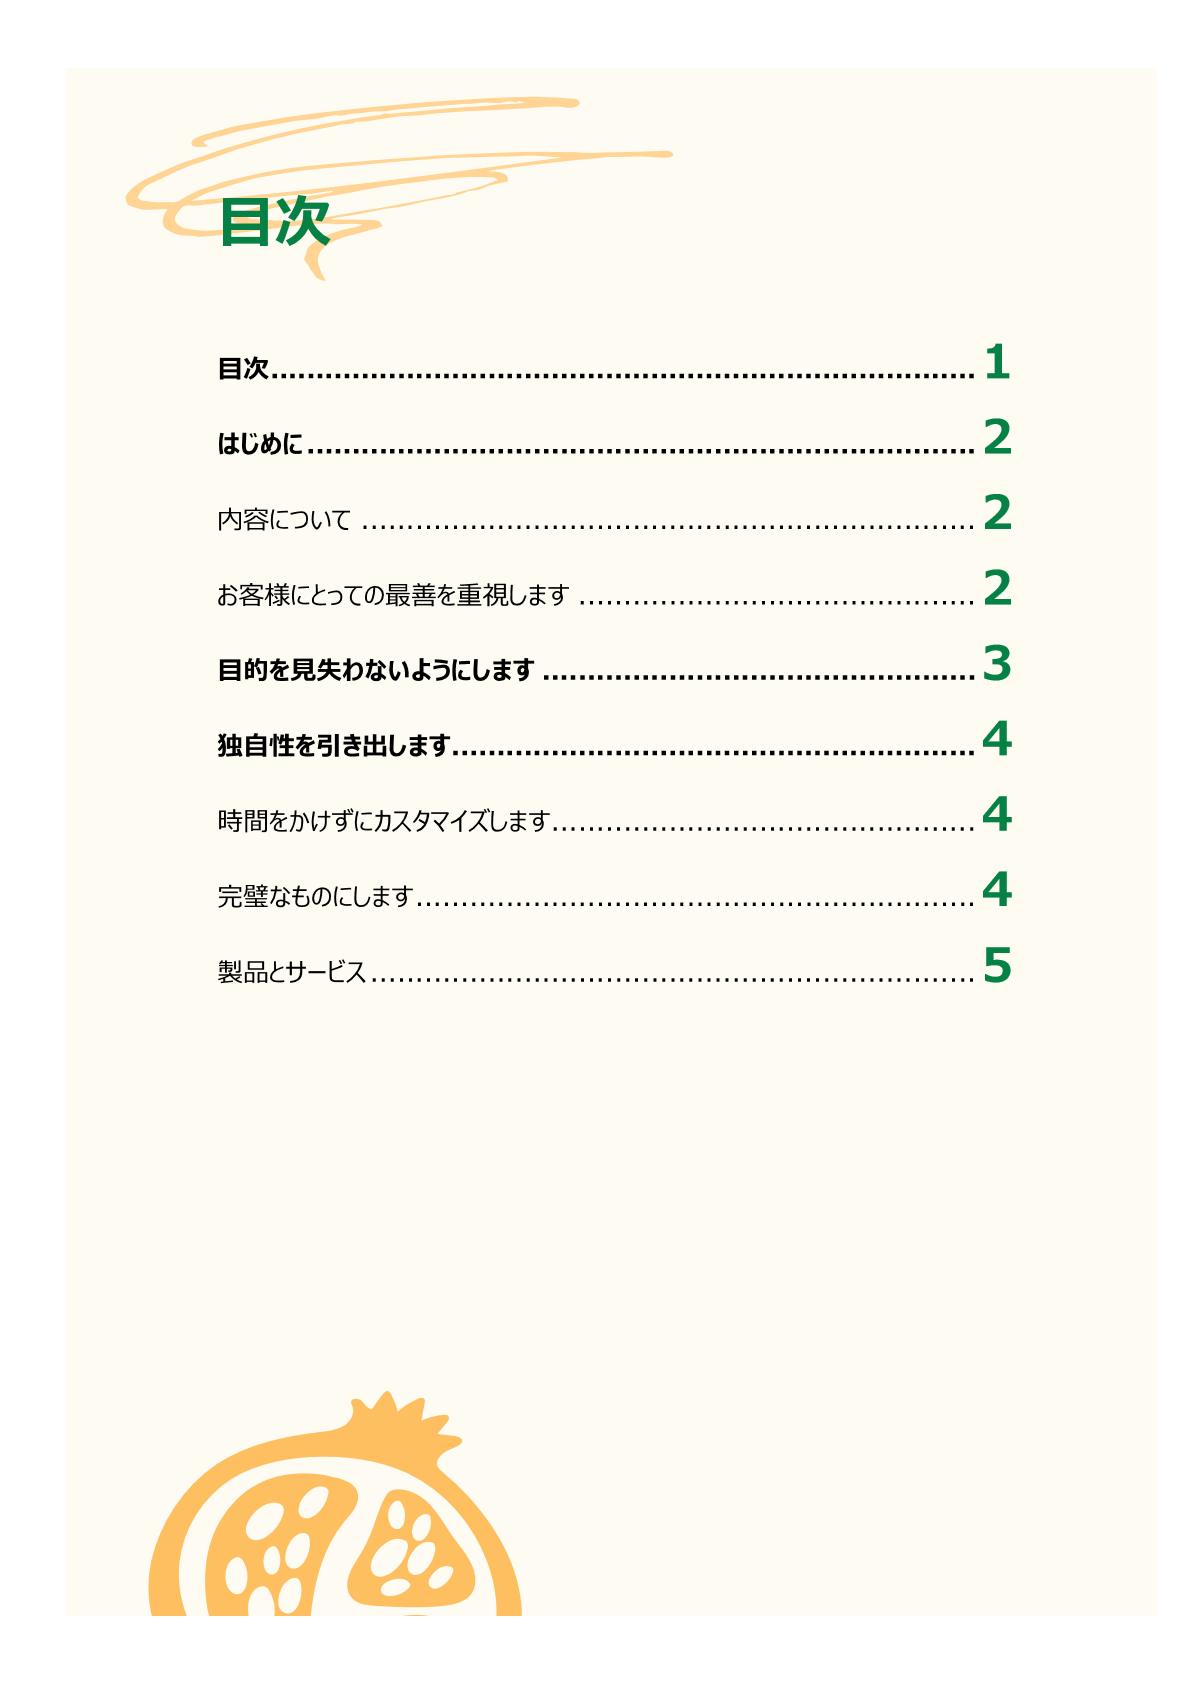 目次
目次................................................................................ 1
はじめに........................................................................... 2
内容について ..................................................................... 2
お客様にとっての最善を重視します ............................................ 2
目的を見失わないようにします ................................................ 3
独自性を引き出します........................................................... 4
時間をかけずにカスタマイズします............................................... 4
完璧なものにします.............................................................. 4
製品とサービス.................................................................... 5